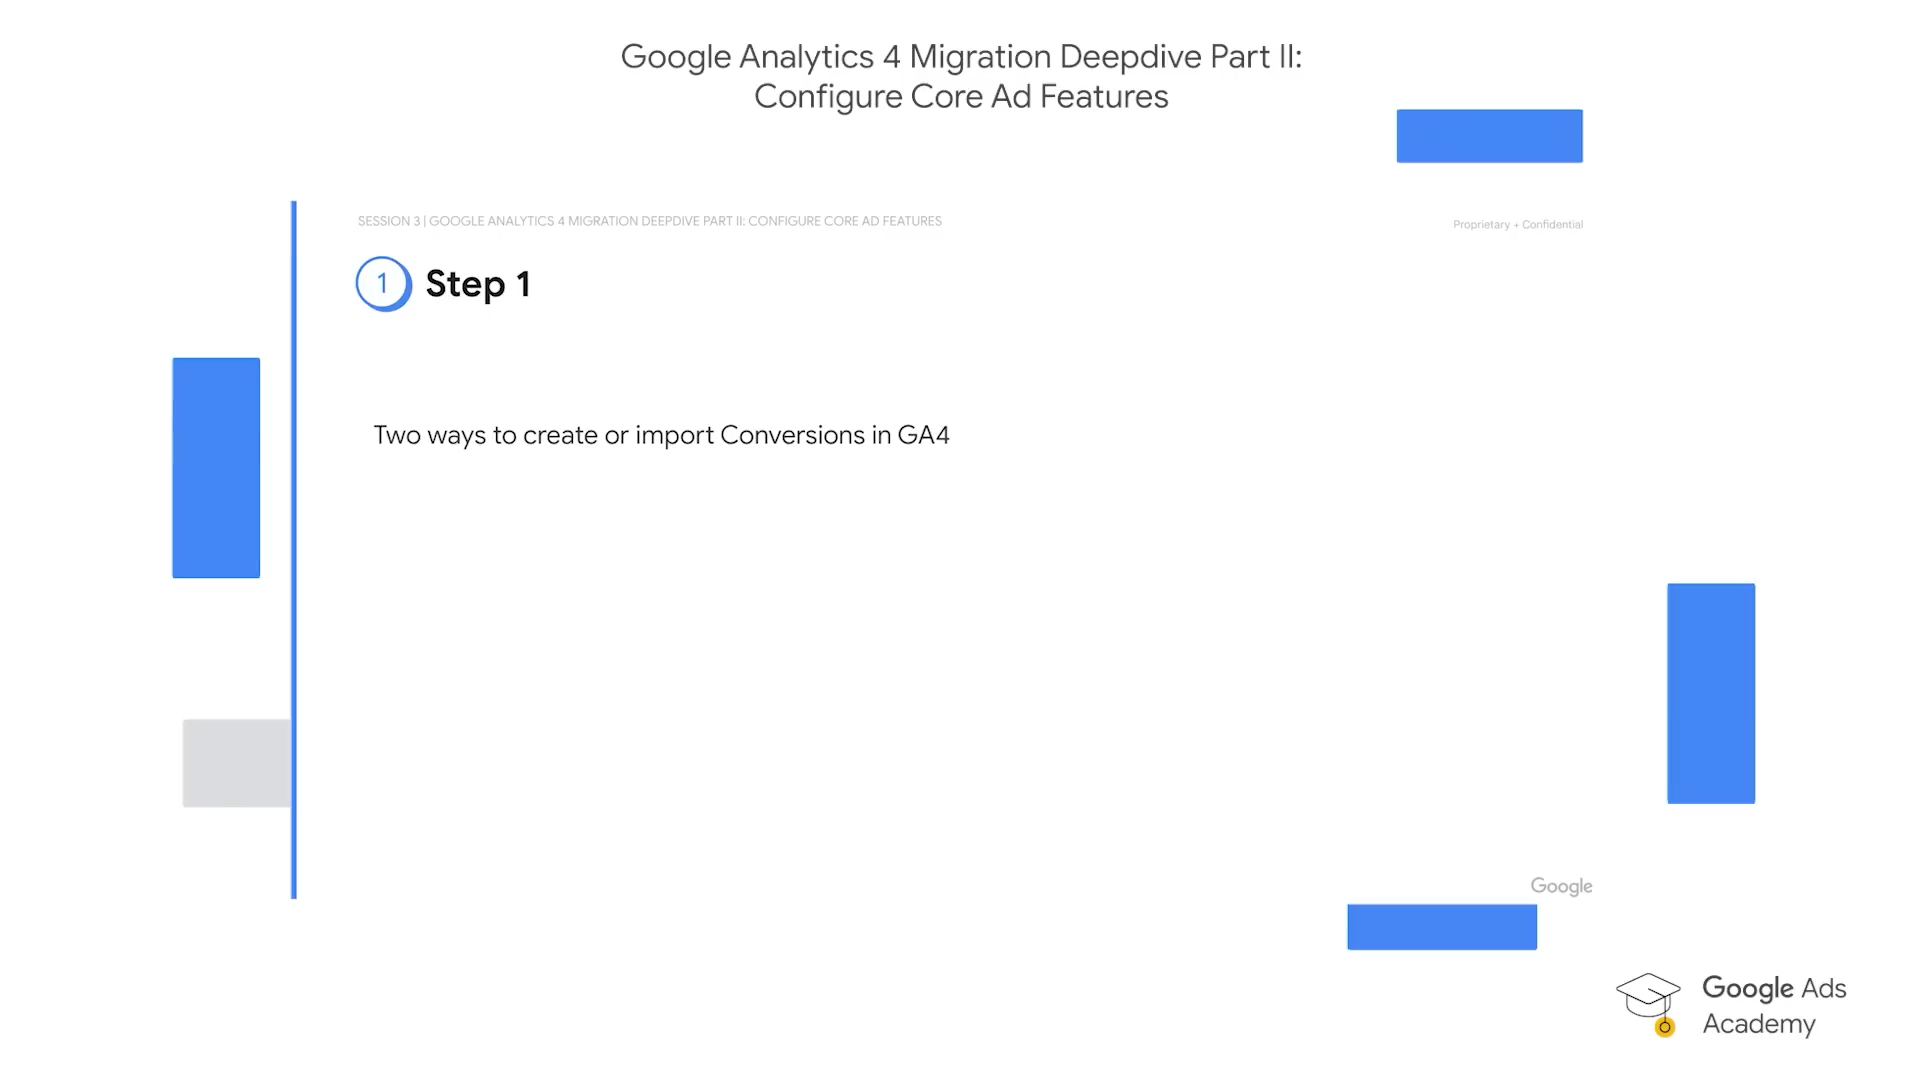 Google Analytics 4 Migration Deepdive Part II:
Configure Core Ad Features
SESSION 3 | GOOGLE ANALYTICS 4 MIGRATION DEEPDIVE PART II: CONFIGURE CORE AD FEATURES
Proprietary + Confidential
1 Step 1
Two ways to create or import Conversions in GA4
Google
Google Ads
Academy